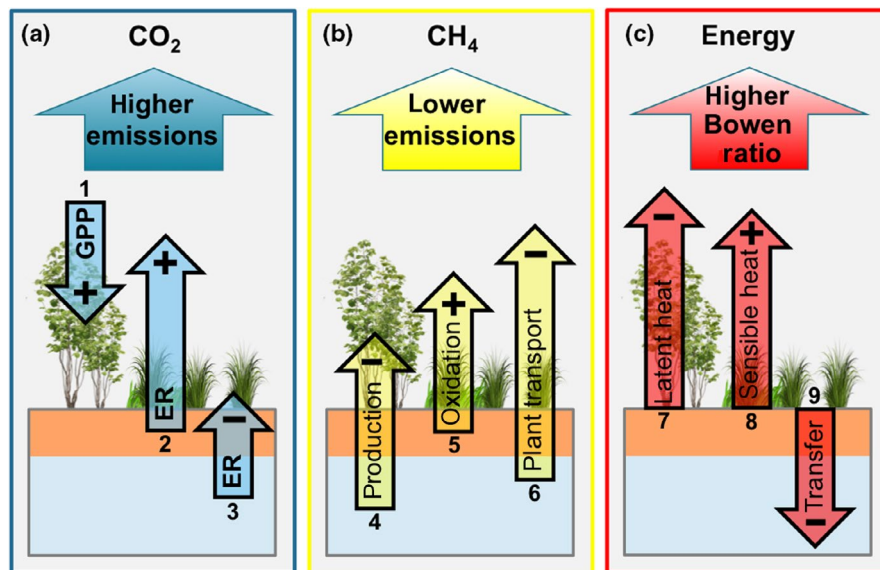 (a)
CO₂
Higher
emissions
1
GPP
+
+
ER
2
−
ER
3
(b)
CH₄
Lower
emissions
−
Production
4
+
Oxidation
5
−
Plant transport
6
(c)
Energy
Higher
Bowen
ratio
−
Latent heat
7
+
Sensible heat
8
9
Transfer
−